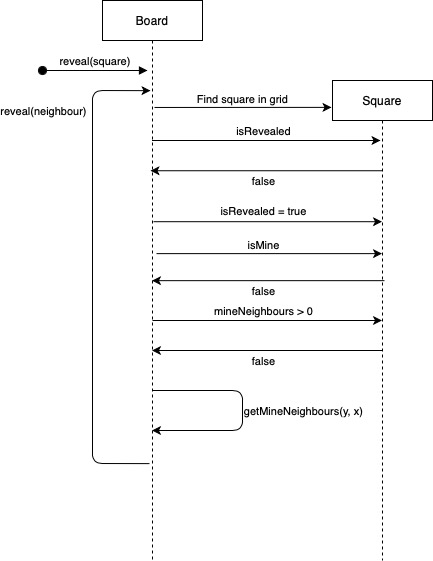 Board
reveal(square)
Find square in grid
Square
reveal(neighbour)
isRevealed
false
isRevealed = true
isMine
false
mineNeighbours > 0
false
getMineNeighbours(y, x)